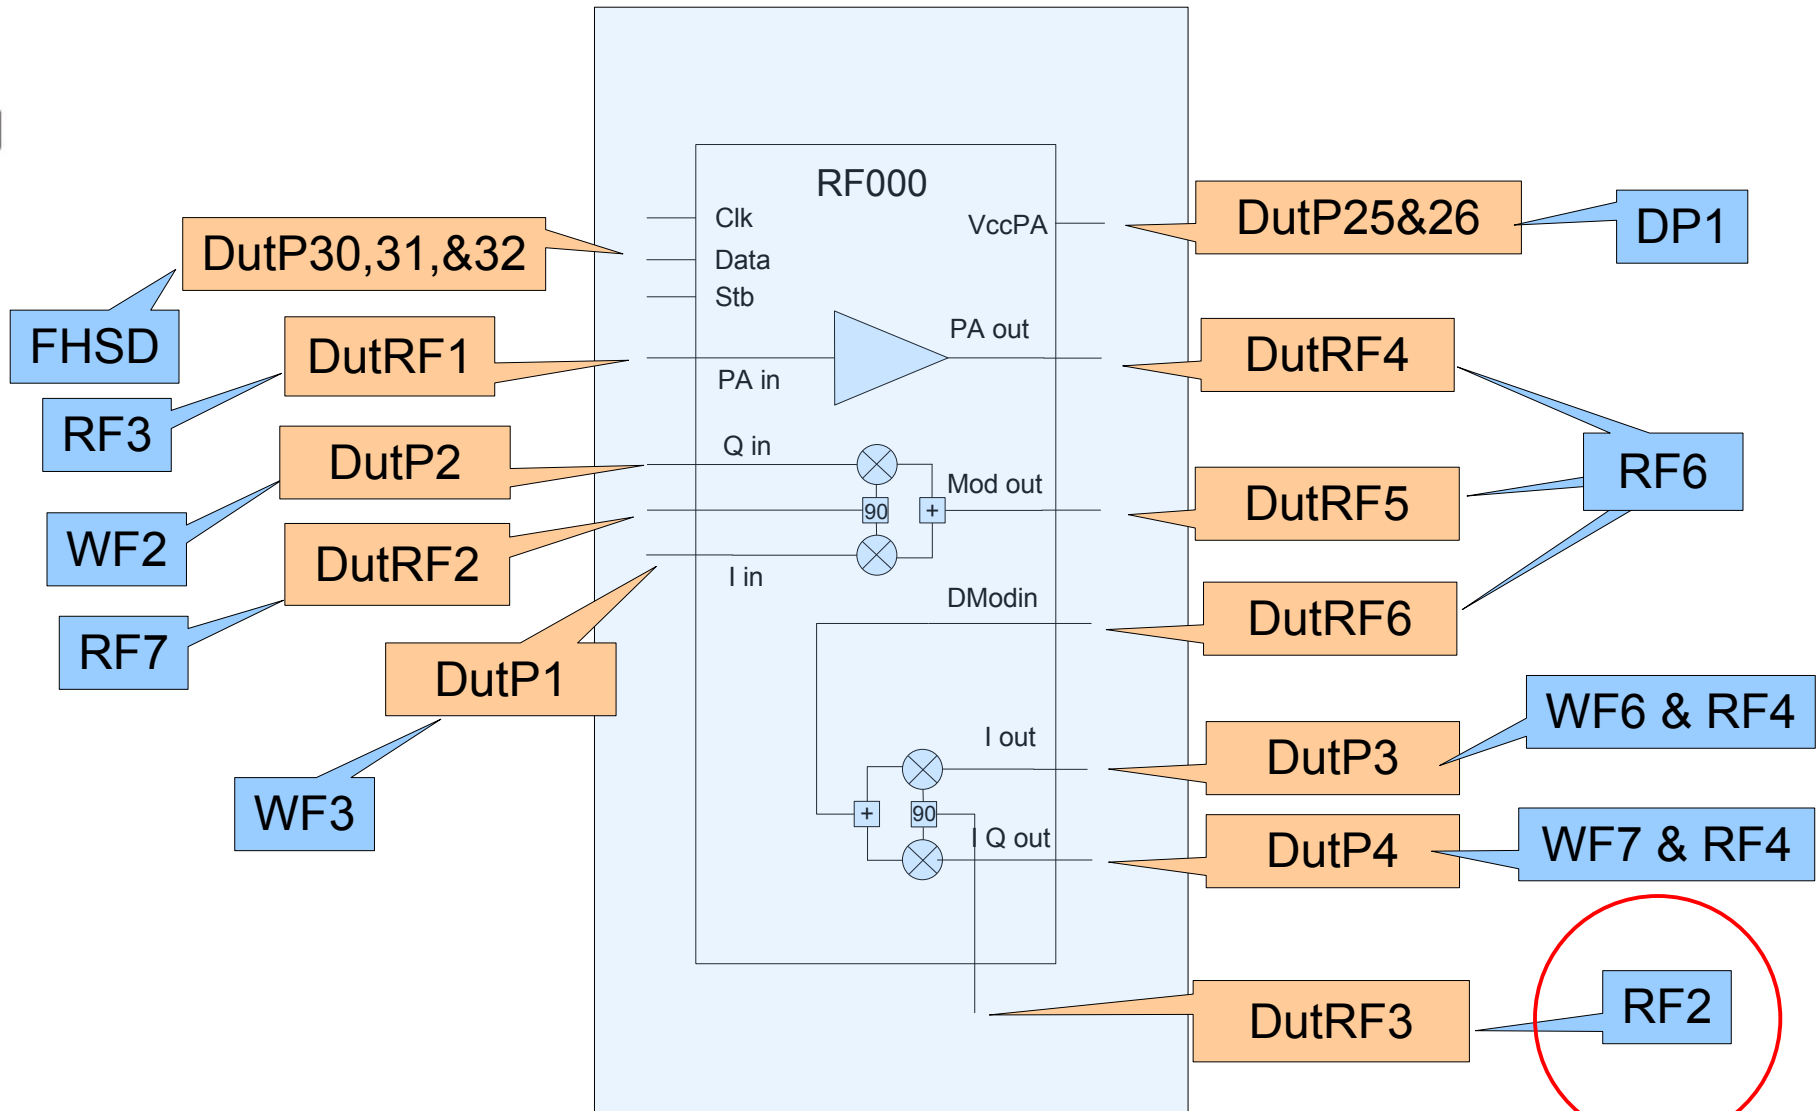 RF000
Clk
VccPA
Data
Stb
DutP30,31,&32
DutP25&26
DP1
FHSD
DutRF1
PA in
PA out
DutRF4
RF3
DutP2
Q in
Mod out
90
+
RF6
DutRF5
WF2
DutRF2
I in
DModin
DutRF6
RF7
DutP1
WF6 & RF4
I out
DutP3
WF3
+
90
I Q out
DutP4
WF7 & RF4
DutRF3
RF2